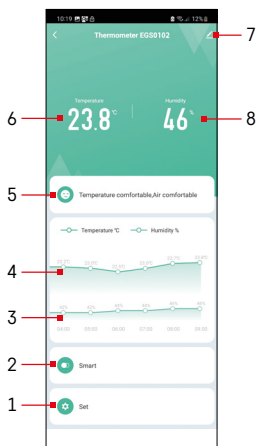 10:19 12%
Thermometer EGS0102
7
Temperature Humidity
6 23.8 °C 46 % 8
5 Temperature comfortable,Air comfortable
Temperature ℃ Humidity %
4
3
04:00 05:00 06:00 07:00 08:00 09:00
2 Smart
1 Set